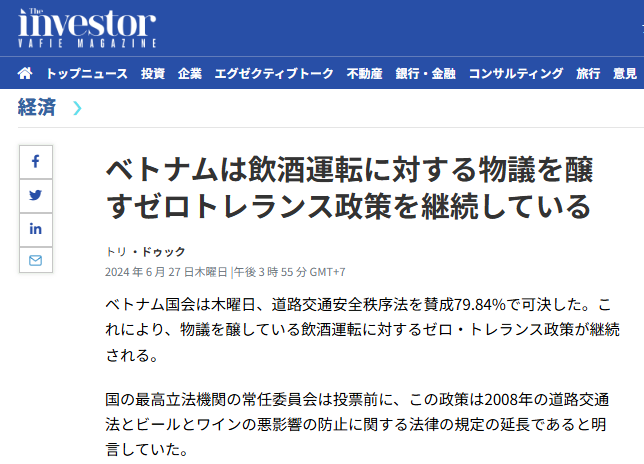 The
investor
VAFIE MAGAZINE
トップニュース 投資 企業 エグゼクティブトーク 不動産 銀行・金融 コンサルティング 旅行 意見
経済
ベトナムは飲酒運転に対する物議を醸
すゼロトレランス政策を継続している
トリ・ドゥック
2024 年 6 月 27 日木曜日 |午後 3 時 55 分 GMT+7
ベトナム国会は木曜日、道路交通安全秩序法を賛成79.84%で可決した。こ
れにより、物議を醸している飲酒運転に対するゼロ・トレランス政策が継続
される。
国の最高立法機関の常任委員会は投票前に、この政策は2008年の道路交通
法とビールとワインの悪影響の防止に関する法律の規定の延長であると明
言していた。